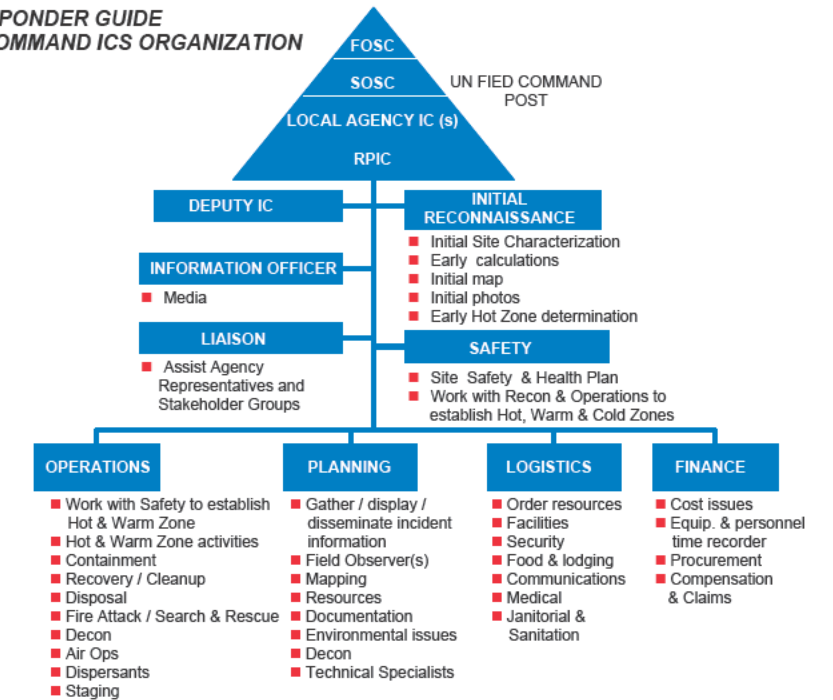 PONDER GUIDE
OMMAND ICS ORGANIZATION
FOSC
SOSC
LOCAL AGENCY IC (s)
RPIC
UN FIED COMMAND
POST
DEPUTY IC
INITIAL
RECONNAISSANCE
Initial Site Characterization
Early calculations
Initial map
Initial photos
Early Hot Zone determination
INFORMATION OFFICER
Media
LIAISON
Assist Agency
Representatives and
Stakeholder Groups
SAFETY
Site Safety & Health Plan
Work with Recon & Operations to
establish Hot, Warm & Cold Zones
OPERATIONS
Work with Safety to establish
Hot & Warm Zone
Hot & Warm Zone activities
Containment
Recovery / Cleanup
Disposal
Fire Attack / Search & Rescue
Decon
Air Ops
Dispersants
Staging
PLANNING
Gather / display /
disseminate incident
information
Field Observer(s)
Mapping
Resources
Documentation
Environmental issues
Decon
Technical Specialists
LOGISTICS
Order resources
Facilities
Security
Food & lodging
Communications
Medical
Janitorial &
Sanitation
FINANCE
Cost issues
Equip. & personnel
time recorder
Procurement
Compensation
& Claims